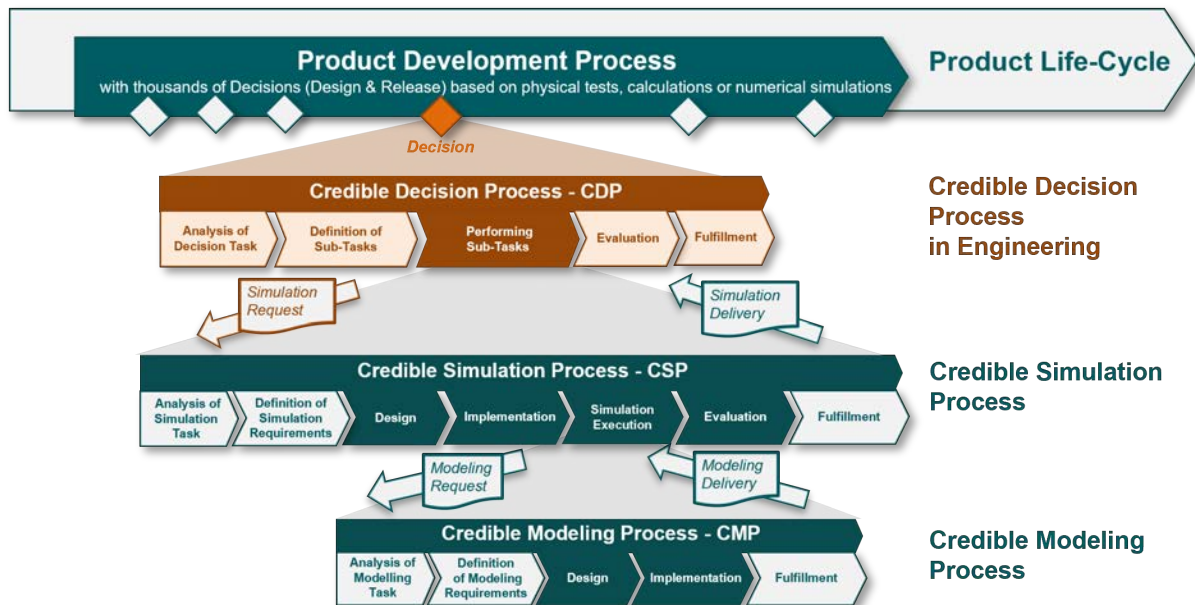 Product Development Process
with thousands of Decisions (Design & Release) based on physical tests, calculations or numerical simulations
Product Life-Cycle
Decision
Credible Decision Process - CDP
Analysis of
Decision Task
Definition of
Sub-Tasks
Performing
Sub-Tasks
Evaluation
Fulfillment
Credible Decision
Process
in Engineering
Simulation
Request
Simulation
Delivery
Credible Simulation Process - CSP
Analysis of
Simulation
Task
Definition of
Simulation
Requirements
Design
Implementation
Simulation
Execution
Evaluation
Fulfillment
Credible Simulation
Process
Modeling
Request
Modeling
Delivery
Credible Modeling Process - CMP
Analysis of
Modelling
Task
Definition
of Modeling
Requirements
Design
Implementation
Fulfillment
Credible Modeling
Process